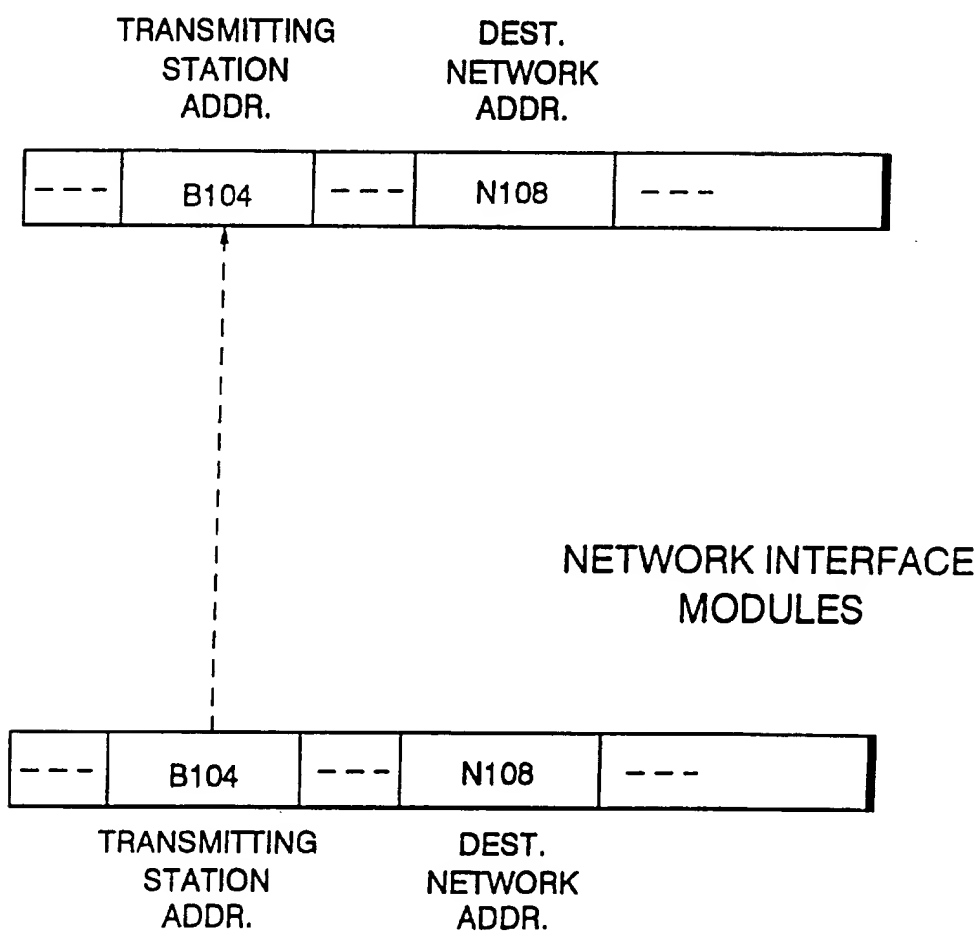 TRANSMITTING
STATION
ADDR.
DEST.
NETWORK
ADDR.
--- B104 --- N108 ---
NETWORK INTERFACE
MODULES
--- B104 --- N108 ---
TRANSMITTING
STATION
ADDR.
DEST.
NETWORK
ADDR.